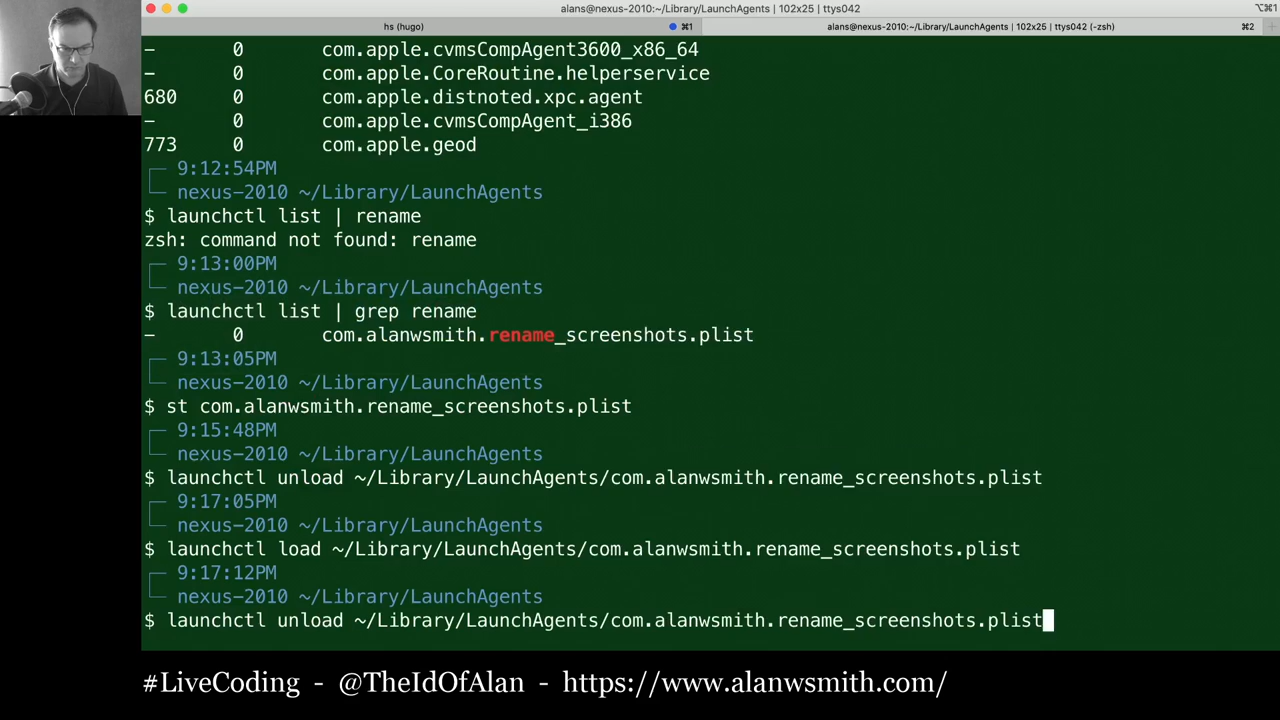 alans@nexus-2010:~/Library/LaunchAgents | 102x25 | ttys042
⌥⌘1
hs (hugo)
⌘1
alans@nexus-2010:~/Library/LaunchAgents | 102x25 | ttys042 (-zsh)
⌘2
- 0 com.apple.cvmsCompAgent3600_x86_64
- 0 com.apple.CoreRoutine.helperservice
680 0 com.apple.distnoted.xpc.agent
- 0 com.apple.cvmsCompAgent_i386
773 0 com.apple.geod
9:12:54PM
nexus-2010 ~/Library/LaunchAgents
$ launchctl list | rename
zsh: command not found: rename
9:13:00PM
nexus-2010 ~/Library/LaunchAgents
$ launchctl list | grep rename
- 0 com.alanwsmith.rename_screenshots.plist
9:13:05PM
nexus-2010 ~/Library/LaunchAgents
$ st com.alanwsmith.rename_screenshots.plist
9:15:48PM
nexus-2010 ~/Library/LaunchAgents
$ launchctl unload ~/Library/LaunchAgents/com.alanwsmith.rename_screenshots.plist
9:17:05PM
nexus-2010 ~/Library/LaunchAgents
$ launchctl load ~/Library/LaunchAgents/com.alanwsmith.rename_screenshots.plist
9:17:12PM
nexus-2010 ~/Library/LaunchAgents
$ launchctl unload ~/Library/LaunchAgents/com.alanwsmith.rename_screenshots.plist
#LiveCoding - @TheIdOfAlan - https://www.alanwsmith.com/